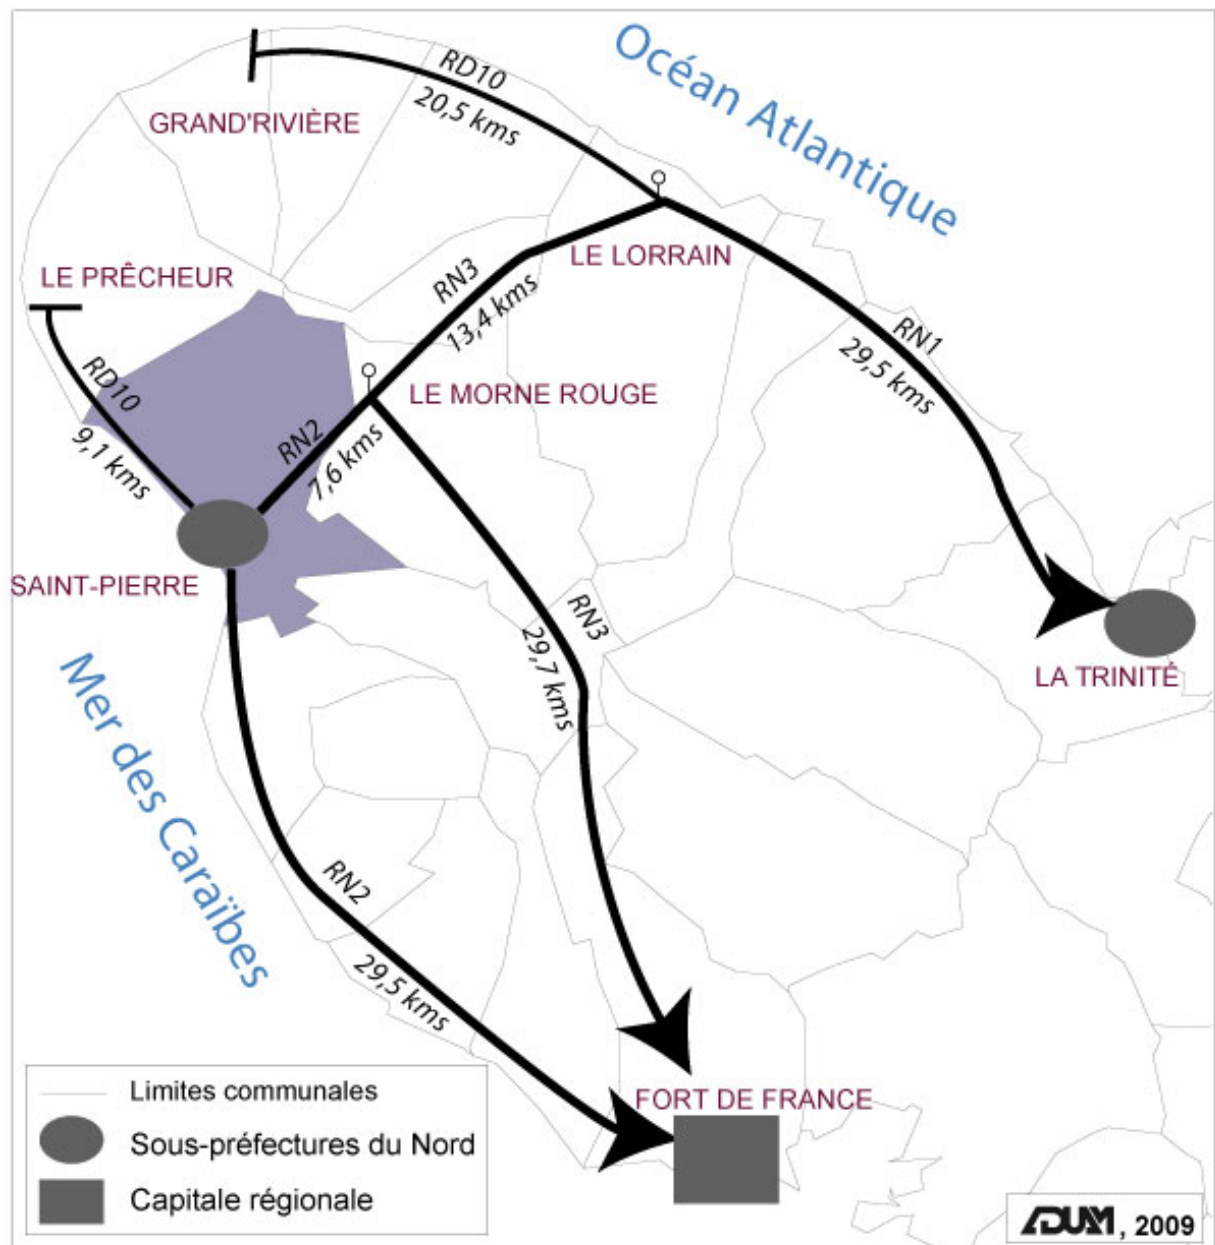 Océan Atlantique
RD10
20,5 kms
GRAND'RIVIÈRE
LE LORRAIN
LE PRÊCHEUR
RN3
13,4 kms
RN1
29,5 kms
RD10
9,1 kms
LE MORNE ROUGE
RN2
7,6 kms
SAINT-PIERRE
RN3
29,7 kms
LA TRINITÉ
Mer des Caraïbes
RN2
29,5 kms
FORT DE FRANCE
Limites communales
Sous-préfectures du Nord
Capitale régionale
ADUAM, 2009